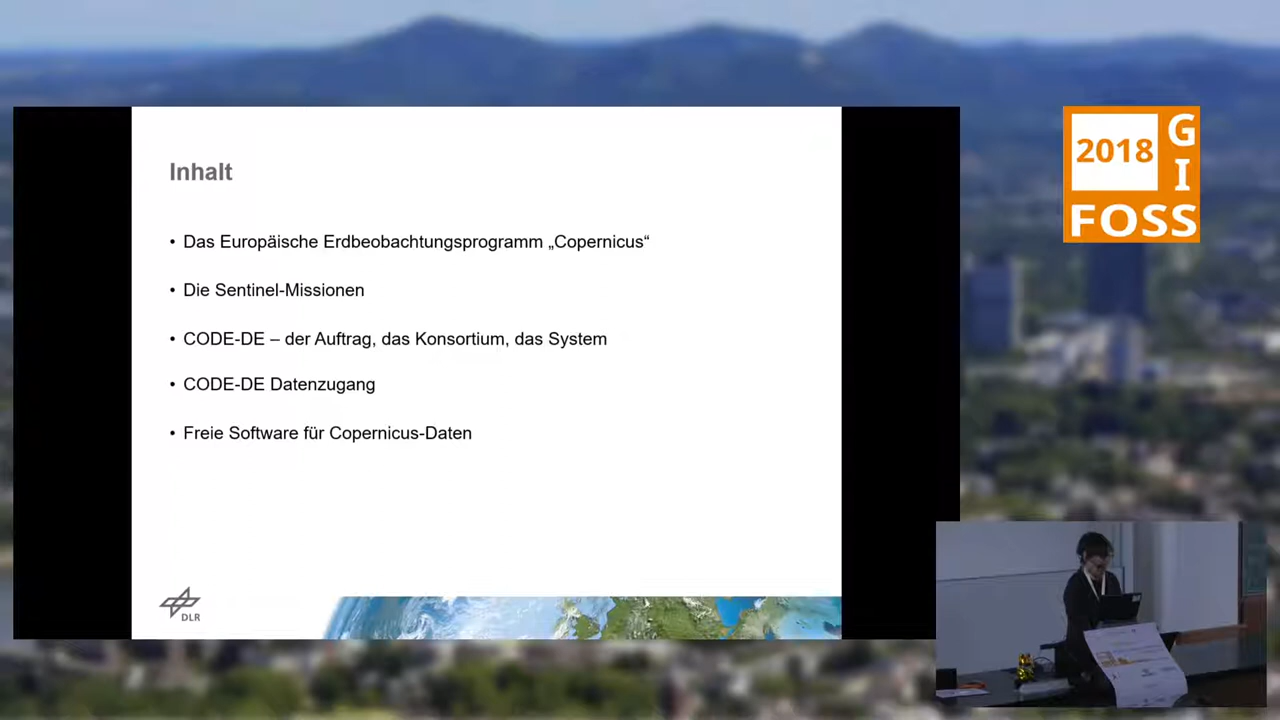 Inhalt
• Das Europäische Erdbeobachtungsprogramm „Copernicus“
• Die Sentinel-Missionen
• CODE-DE – der Auftrag, das Konsortium, das System
• CODE-DE Datenzugang
• Freie Software für Copernicus-Daten
DLR
2018
GI
FOSS